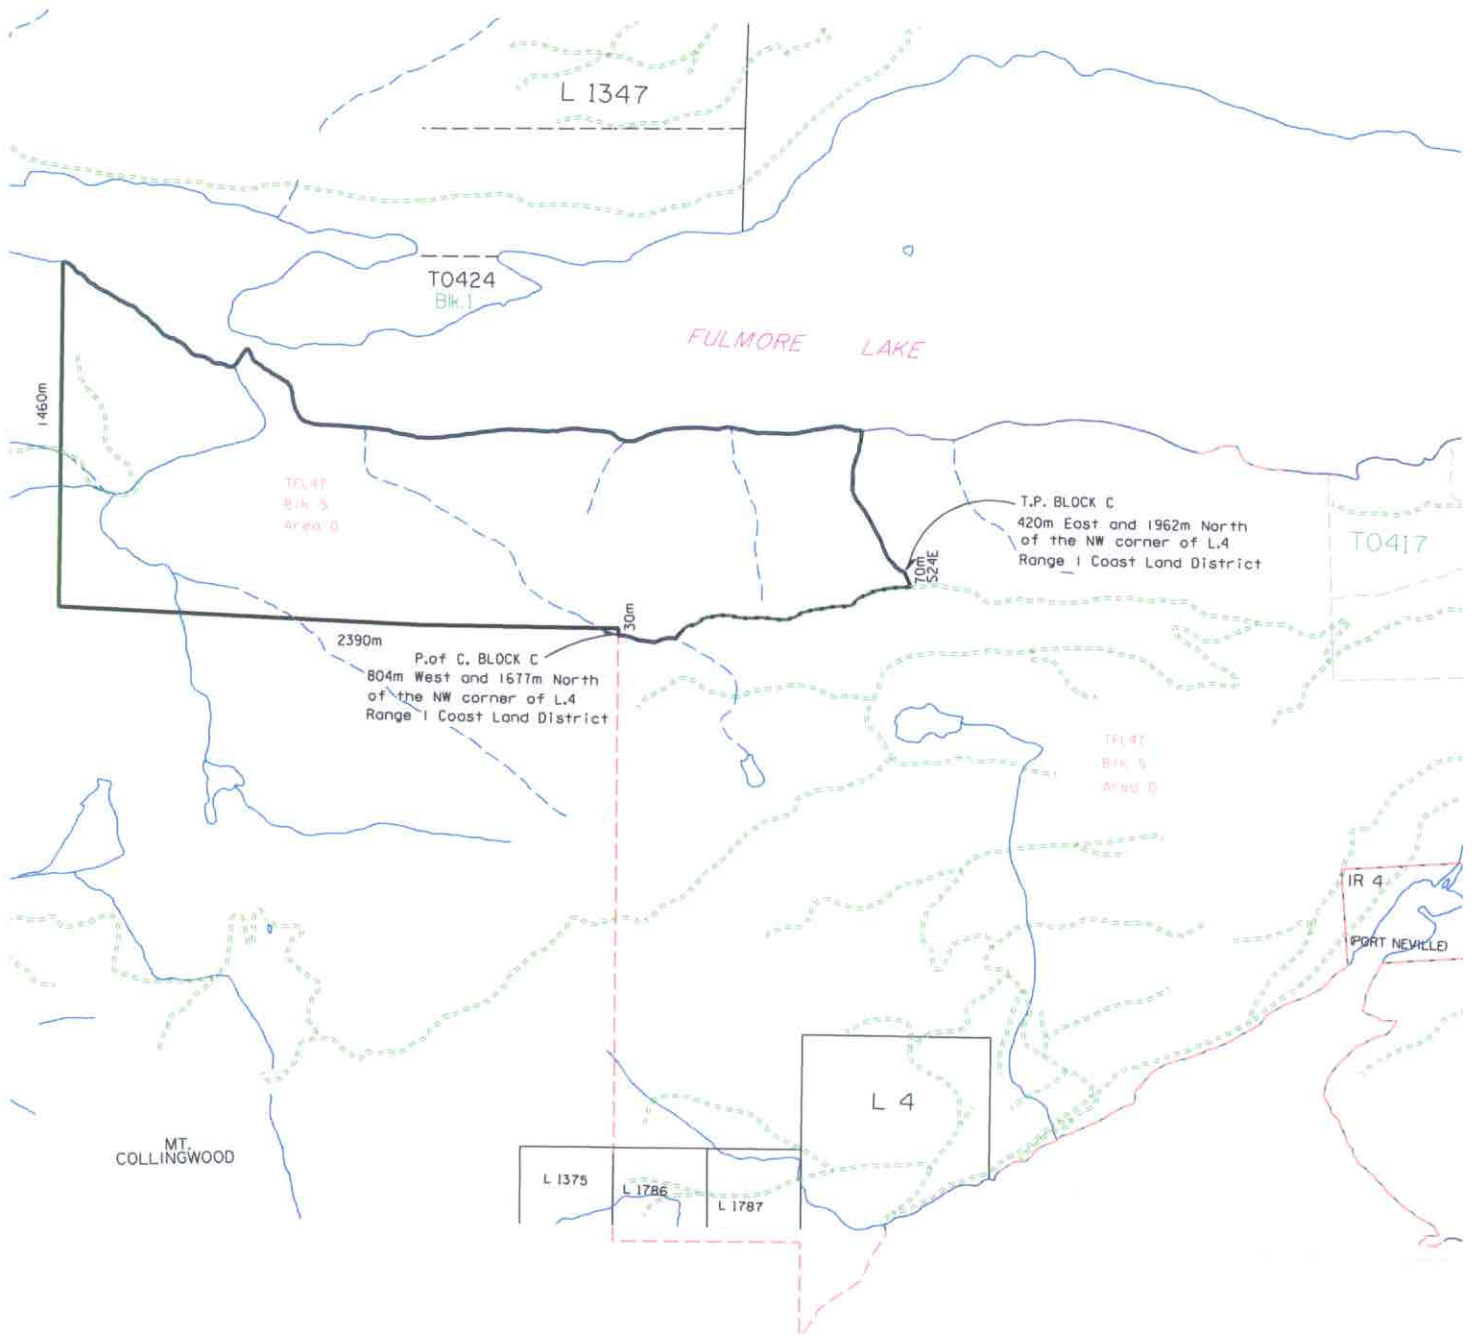 L 1347
TO424
Blk.1
FULMORE LAKE
1460m
TFL47
Blk 5
Area D
T.P. BLOCK C
420m East and 1962m North
of the NW corner of L.4
Range 1 Coast Land District
TO417
70m
S24E
30m
2390m
P.of C. BLOCK C
804m West and 1677m North
of the NW corner of L.4
Range 1 Coast Land District
TFL47
Blk 5
Area D
IR 4
(PORT NEVILLE)
L 4
MT.
COLLINGWOOD
L 1375
L 1786
L 1787